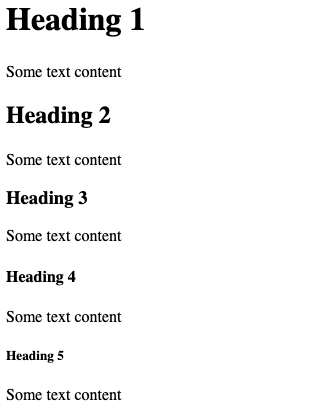 Heading 1
Some text content
Heading 2
Some text content
Heading 3
Some text content
Heading 4
Some text content
Heading 5
Some text content